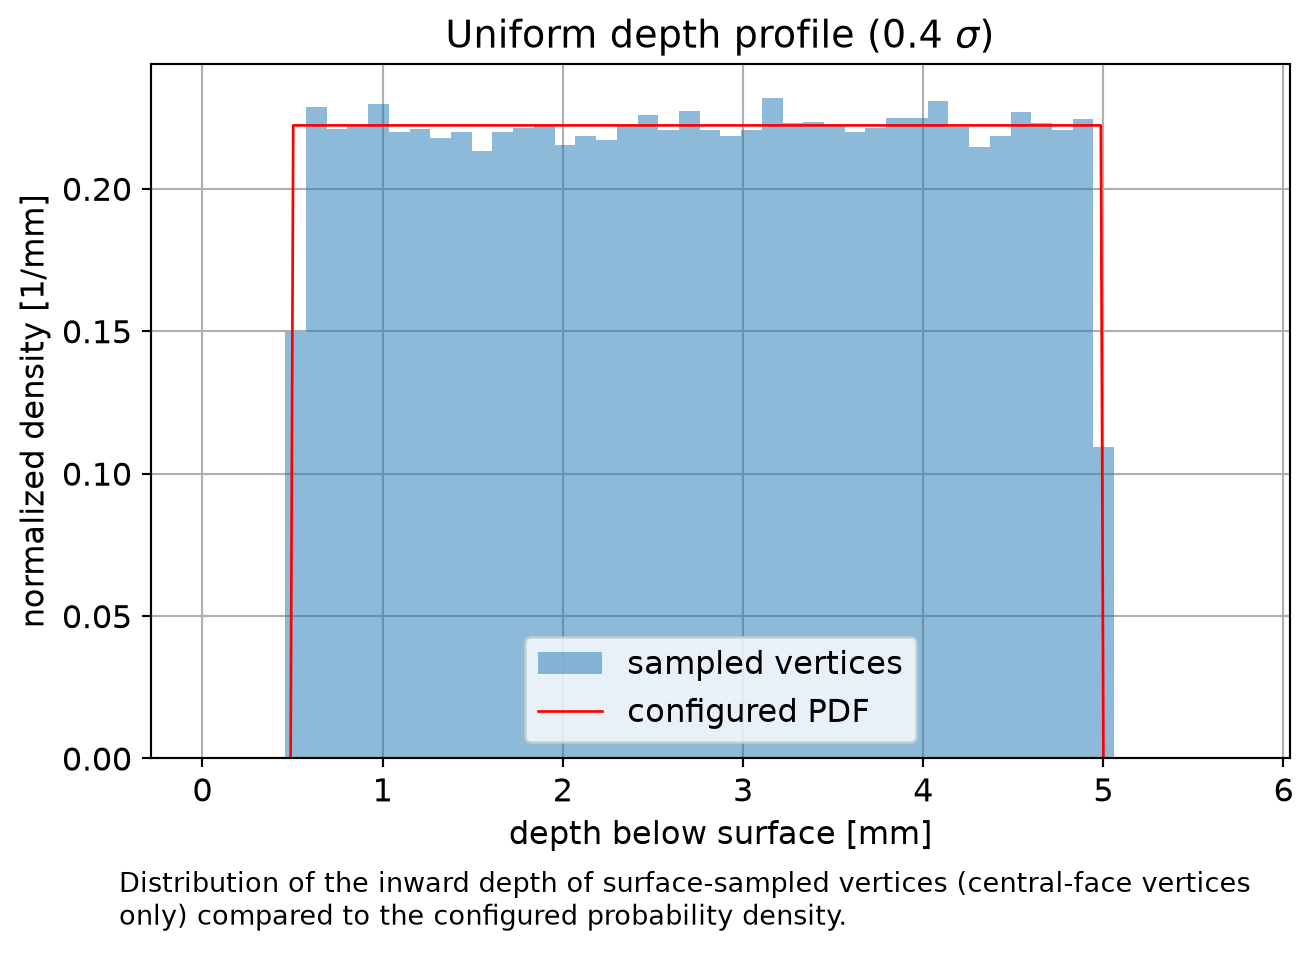 Uniform depth profile (0.4 σ)
normalized density [1/mm]
0.20
0.15
0.10
0.05
0.00
sampled vertices
configured PDF
0 1 2 3 4 5 6
depth below surface [mm]
Distribution of the inward depth of surface-sampled vertices (central-face vertices
only) compared to the configured probability density.